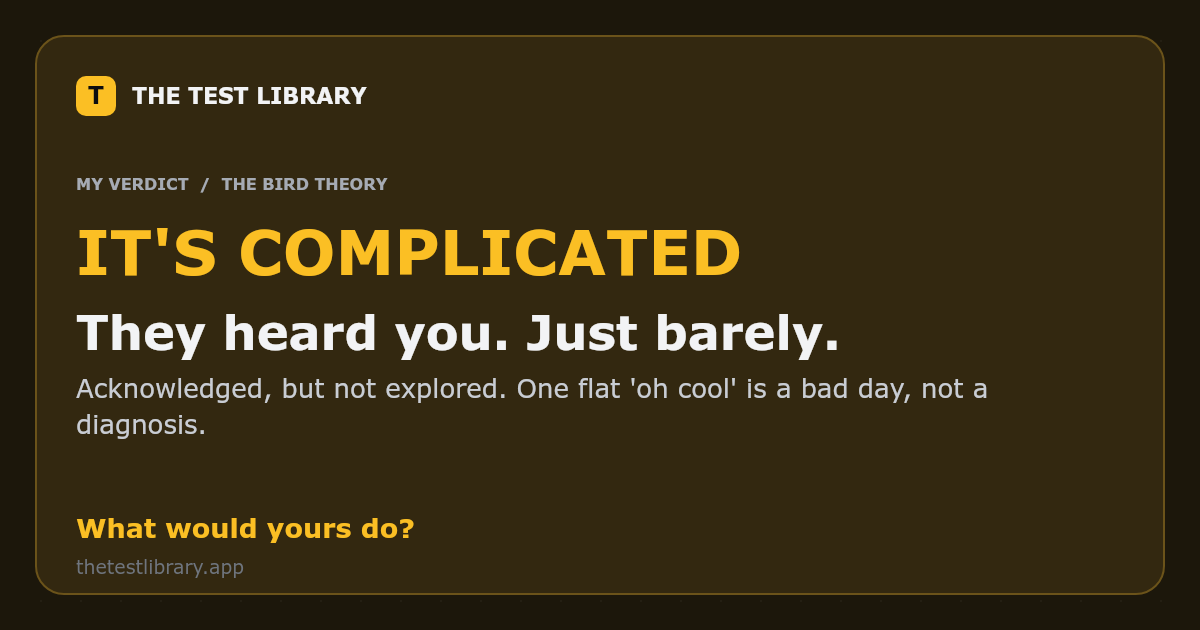 T THE TEST LIBRARY
MY VERDICT / THE BIRD THEORY
IT'S COMPLICATED
They heard you. Just barely.
Acknowledged, but not explored. One flat 'oh cool' is a bad day, not a
diagnosis.
What would yours do?
thetestlibrary.app